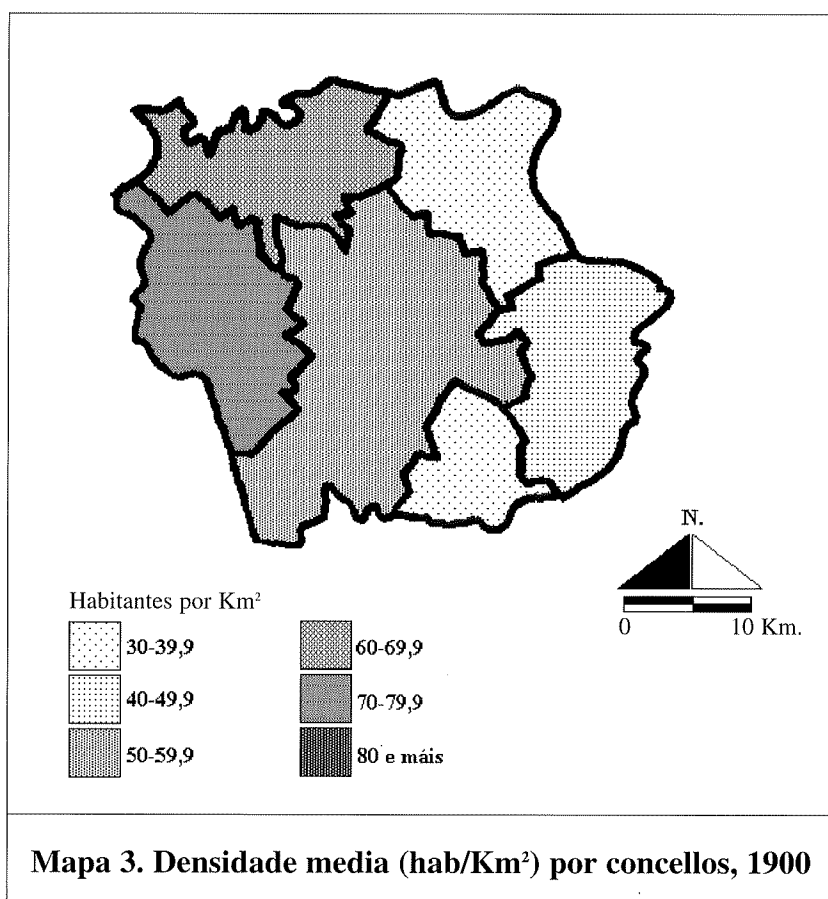 N.
0 10 Km.
Habitantes por Km²
30-39,9
40-49,9
50-59,9
60-69,9
70-79,9
80 e máis
Mapa 3. Densidade media (hab/Km²) por concellos, 1900